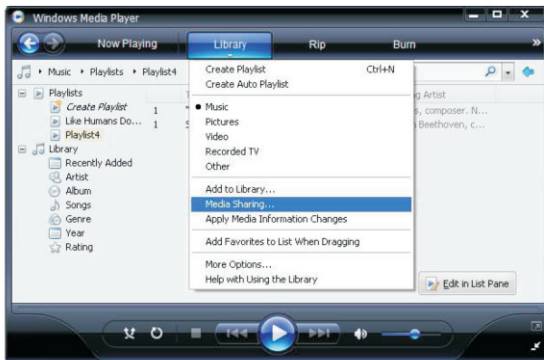 Windows Media Player
Now Playing Library Rip Burn »
Music ▸ Playlists ▸ Playlist4
Playlists
Create Playlist
Like Humans Do... 1
Playlist4 1
Library
Recently Added
Artist
Album
Songs
Genre
Year
Rating
Create Playlist Ctrl+N
Create Auto Playlist
Music
Pictures
Video
Recorded TV
Other
Add to Library...
Media Sharing...
Apply Media Information Changes
Add Favorites to List When Dragging
More Options...
Help with Using the Library
Artist
s, composer. N...
Beethoven, c...
Edit in List Pane